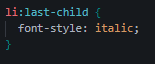 li:last-child {
  font-style: italic;
}